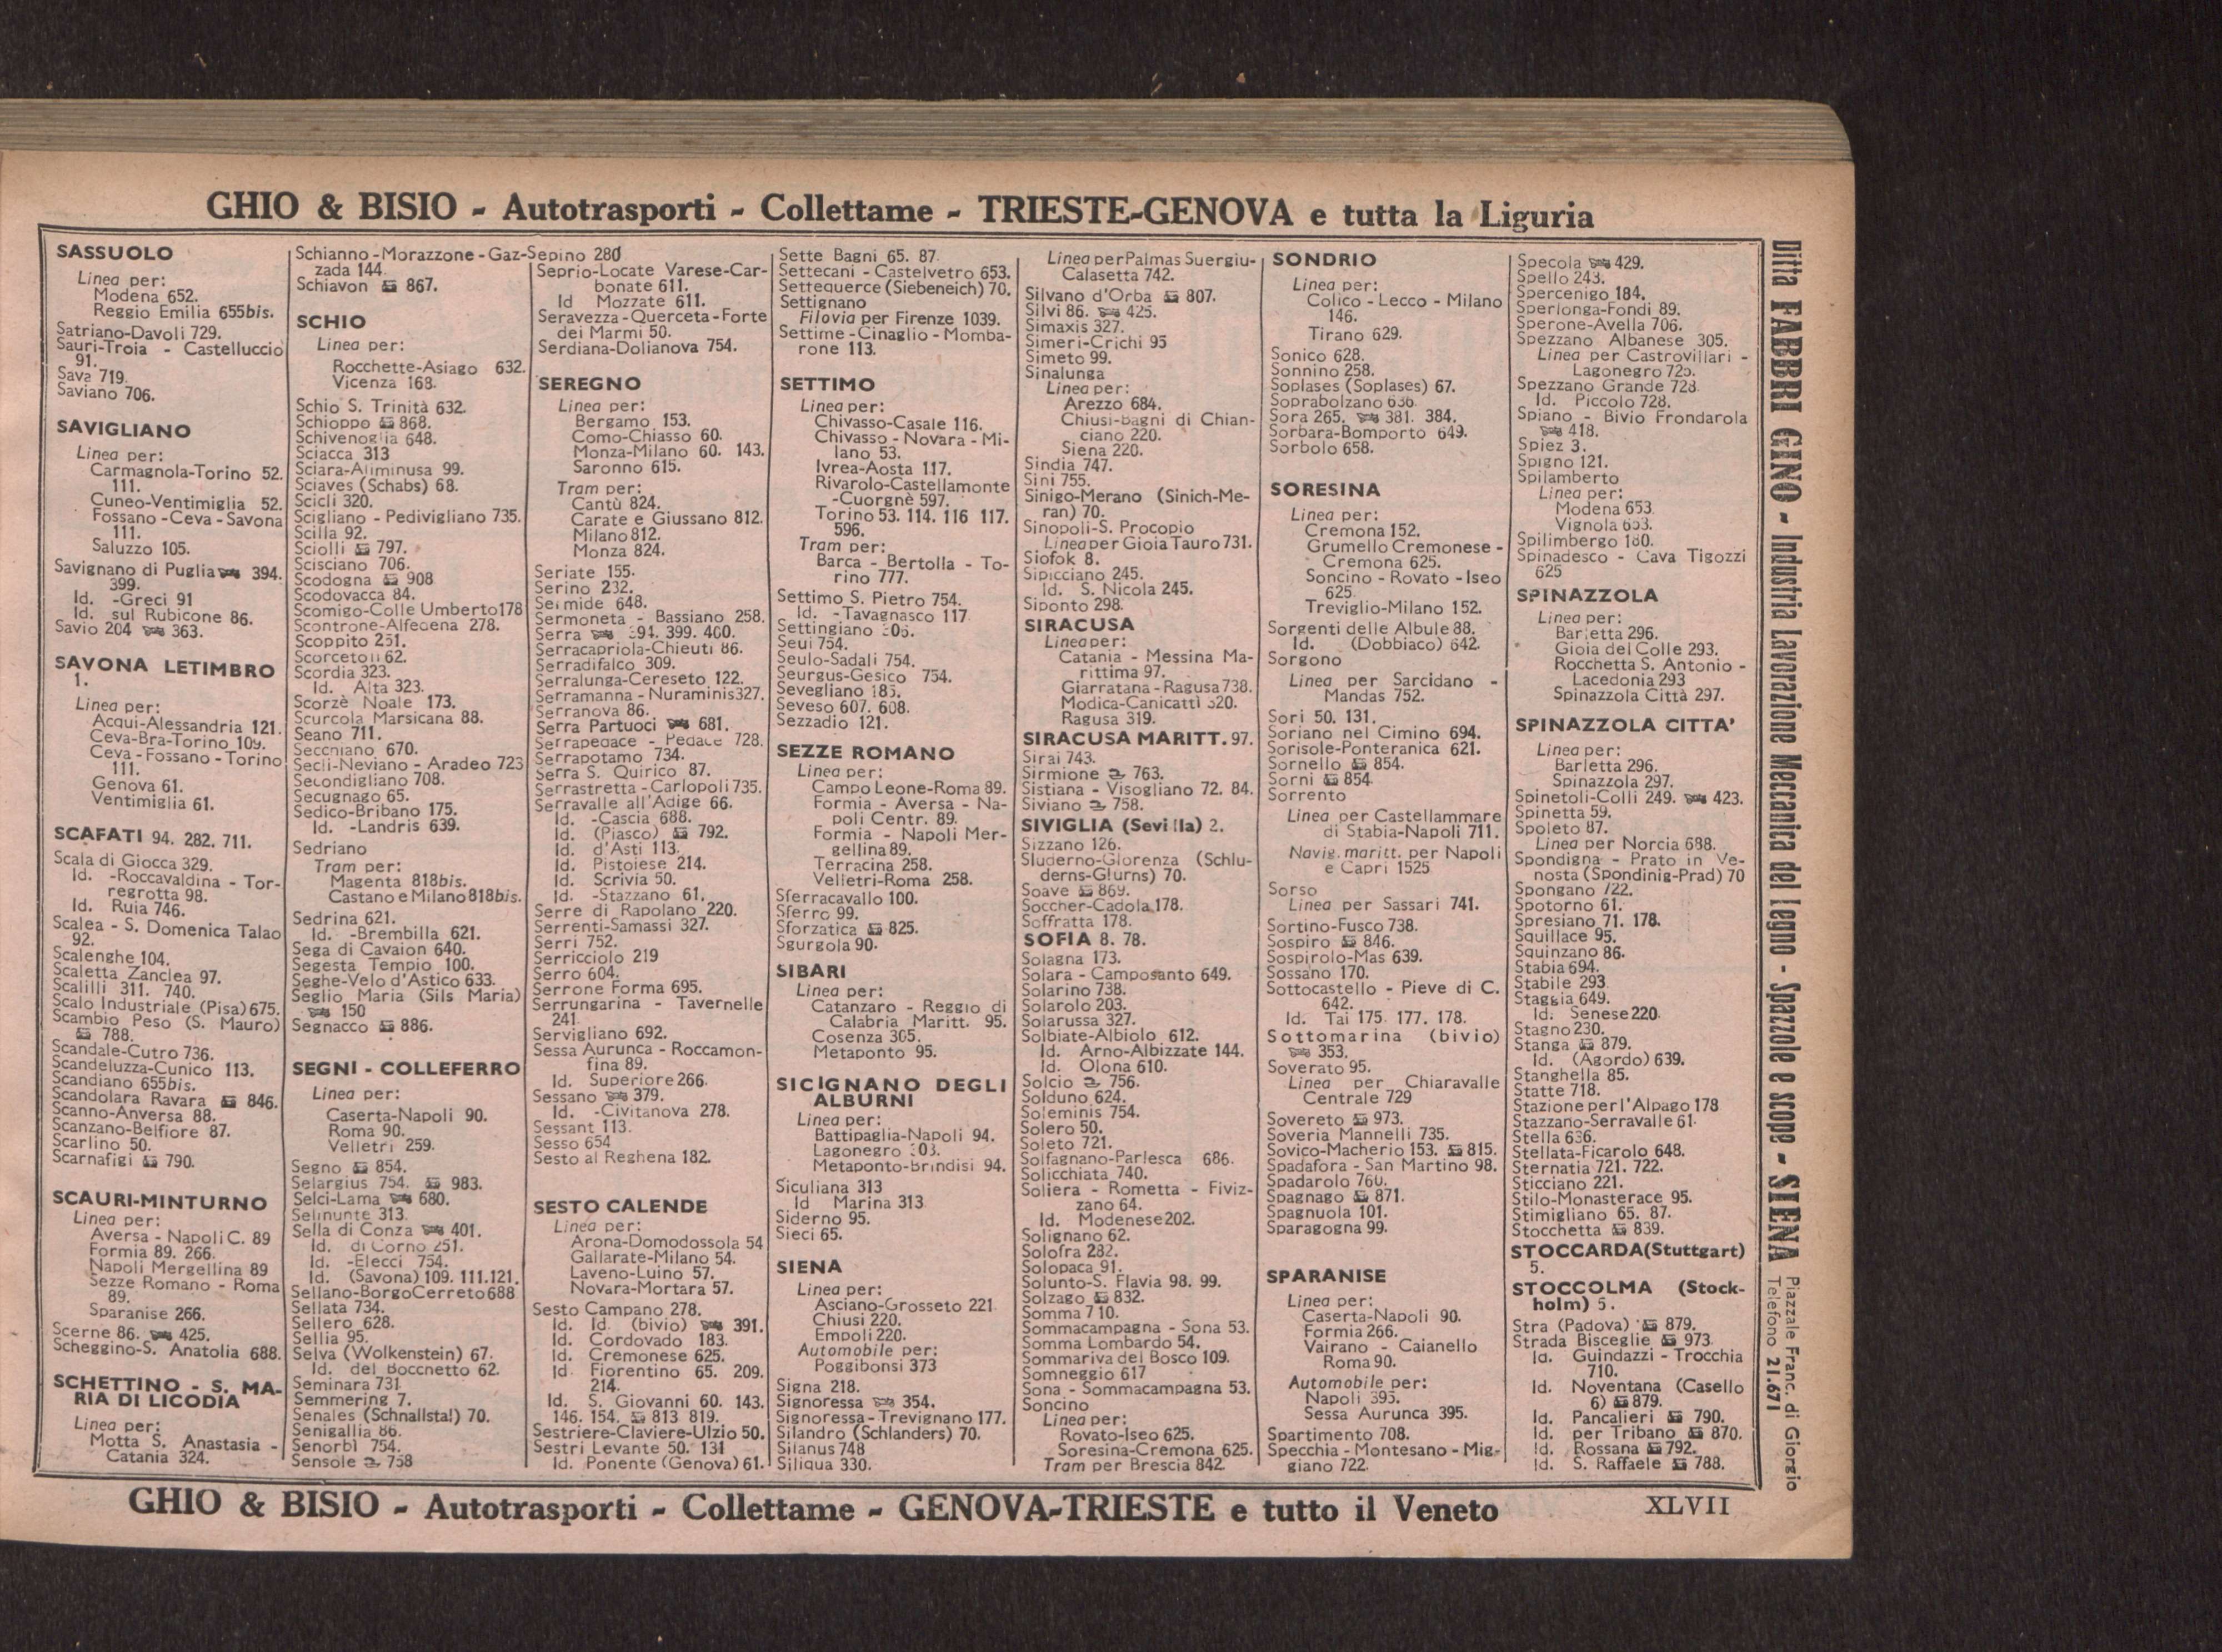 GHIO & BISIO - Autotrasporti - Collettame - TRIESTE-GENOVA e tutta la Liguria
SASSUOLO
Linea per:
Modena 652.
Reggio Emilia 655bis.
Satriano-Davoli 729.
Sauri-Troia - Castelluccio
91.
Sava 719.
Saviano 706.
SAVIGLIANO
Linea per:
Carmagnola-Torino 52.
111.
Cuneo-Ventimiglia 52.
Fossano-Ceva-Savona
111.
Saluzzo 105.
Savignano di Puglia 394.
399.
Id. -Greci 91
Id. sul Rubicone 86.
Savio 204 363.
SAVONA LETIMBRO
1.
Linea per:
Acqui-Alessandria 121.
Ceva-Bra-Torino 109.
Ceva-Fossano-Torino
111.
Genova 61.
Ventimiglia 61.
SCAFATI 94. 282. 711.
Scala di Giocca 329.
Id. -Roccavaldina - Tor-
regrotta 98.
Id. Ruia 746.
Scalea - S. Domenica Talao
92.
Scalenghe 104.
Scaletta Zanclea 97.
Scalilli 311. 740.
Scalo Industriale (Pisa) 675.
Scambio Peso (S. Mauro)
788.
Scandale-Cutro 736.
Scandeluzza-Cunico 113.
Scandiano 655bis.
Scandolara Ravara 846.
Scanno-Anversa 88.
Scanzano-Belfiore 87.
Scarlino 50.
Scarnafigi 790.
SCAURI-MINTURNO
Linea per:
Aversa - Napoli C. 89
Formia 89. 266.
Napoli Mergellina 89
Sezze Romano - Roma
89.
Sparanise 266.
Scerne 86. 425.
Scheggino-S. Anatolia 688.
SCHETTINO - S. MA-
RIA DI LICODIA
Linea per:
Motta S. Anastasia -
Catania 324.
Schianno-Morazzone-Gaz-
zada 144.
Schiavon 867.
SCHIO
Linea per:
Rocchette-Asiago 632.
Vicenza 168.
Schio S. Trinità 632.
Schioppo 868.
Schivenoglia 648.
Sciacca 313
Sciara-Aliminusa 99.
Sciaves (Schabs) 68.
Scicli 320.
Scigliano - Pedivigliano 735.
Scilla 92.
Sciolli 797.
Scisciano 706.
Scodogna 908
Scodovacca 84.
Scomigo-Colle Umberto 178
Scontrone-Alfedena 278.
Scoppito 251.
Scorcetoli 62.
Scordia 323.
Id. Alta 323.
Scorzè Noale 173.
Scurcola Marsicana 88.
Seano 711.
Secchiano 670.
Secli-Neviano - Aradeo 723
Secondigliano 708.
Secugnago 65.
Sedico-Bribano 175.
Id. -Landris 639.
Sedriano
Tram per:
Magenta 818bis.
Castano e Milano 818bis.
Sedrina 621.
Id. -Brembilla 621.
Sega di Cavaion 640.
Segesta Tempio 100.
Seghe-Velo d'Astico 633.
Seglio Maria (Sils Maria)
150
Segnacco 886.
SEGNI - COLLEFERRO
Linea per:
Caserta-Napoli 90.
Roma 90.
Velletri 259.
Segno 854.
Selargius 754. 983.
Selci-Lama 680.
Selinunte 313.
Sella di Conza 401.
Id. di Corno 251.
Id. -Elecci 754.
Id. (Savona) 109. 111. 121.
Sellano-Borgo Cerreto 688
Sellata 734.
Sellero 628.
Sellia 95.
Selva (Wolkenstein) 67.
Id. del Bocchetto 62.
Seminara 731
Semmering 7.
Senales (Schnallstal) 70.
Senigallia 86.
Senorbì 754.
Sensole 758
Sepino 280
Seprio-Locate Varese-Car-
bonate 611.
Id Mozzate 611.
Seravezza-Querceta-Forte
dei Marmi 50.
Serdiana-Dolianova 754.
SEREGNO
Linea per:
Bergamo 153.
Como-Chiasso 60.
Monza-Milano 60. 143.
Saronno 615.
Tram per:
Cantù 824.
Carate e Giussano 812.
Milano 812.
Monza 824.
Seriate 155.
Serino 232.
Sermide 648.
Sermoneta - Bassiano 258.
Serra 394. 399. 400.
Serracapriola-Chieuti 86.
Serradifalco 309.
Serralunga-Cereseto 122.
Serramanna - Nuraminis 327.
Serranova 86.
Serra Partucci 681.
Serrapedace - Pedace 728.
Serrapotamo 734.
Serra S. Quirico 87.
Serrastretta-Carlopoli 735.
Serravalle all'Adige 66.
Id. -Cascia 688.
Id. (Piasco) 792.
Id. d'Asti 113.
Id. Pistoiese 214.
Id. Scrivia 50.
Id. -Stazzano 61.
Serre di Rapolano 220.
Serrenti-Samassi 327.
Serri 752.
Serricciolo 219
Serro 604.
Serrone Forma 695.
Serrungarina - Tavernelle
241.
Servigliano 692.
Sessa Aurunca - Roccamon-
fina 89.
Id. Superiore 266.
Sessano 379.
Id. -Civitanova 278.
Sessant 113.
Sesso 654
Sesto al Reghena 182.
SESTO CALENDE
Linea per:
Arona-Domodossola 54
Gallarate-Milano 54.
Laveno-Luino 57.
Novara-Mortara 57.
Sesto Campano 278.
Id. Id. (bivio) 391.
Id. Cordovado 183.
Id. Cremonese 625.
Id Fiorentino 65. 209.
214.
Id. S. Giovanni 60. 143.
146. 154. 813 819.
Sestriere-Claviere-Ulzio 50.
Sestri Levante 50. 131
Id. Ponente (Genova) 61.
Sette Bagni 65. 87.
Settecani - Castelvetro 653.
Settequerce (Siebeneich) 70.
Settignano
Filovia per Firenze 1039.
Settime-Cinaglio-Momba-
rone 113.
SETTIMO
Linea per:
Chivasso-Casale 116.
Chivasso - Novara - Mi-
lano 53.
Ivrea-Aosta 117.
Rivarolo-Castellamonte
-Cuorgnè 597.
Torino 53. 114. 116 117.
596.
Tram per:
Barca - Bertolla - To-
rino 777.
Settimo S. Pietro 754.
Id. -Tavagnasco 117.
Settingiano 306.
Seui 754.
Seulo-Sadali 754.
Seurgus-Gesico 754.
Sevegliano 185.
Seveso 607. 608.
Sezzadio 121.
SEZZE ROMANO
Linea per:
Campo Leone-Roma 89.
Formia - Aversa - Na-
poli Centr. 89.
Formia - Napoli Mer-
gellina 89.
Terracina 258.
Velletri-Roma 258.
Sferracavallo 100.
Sferro 99.
Sforzatica 825.
Sgurgola 90.
SIBARI
Linea per:
Catanzaro - Reggio di
Calabria Maritt. 95.
Cosenza 305.
Metaponto 95.
SICIGNANO DEGLI
ALBURNI
Linea per:
Battipaglia-Napoli 94.
Lagonegro 303.
Metaponto-Brindisi 94.
Siculiana 313
Id Marina 313
Siderno 95.
Sieci 65.
SIENA
Linea per:
Asciano-Grosseto 221
Chiusi 220.
Empoli 220.
Automobile per:
Poggibonsi 373
Signa 218.
Signoressa 354.
Signoressa-Trevignano 177.
Silandro (Schlanders) 70.
Silanus 748
Siliqua 330.
Linea per Palmas Suergiu-
Calasetta 742.
Silvano d'Orba 807.
Silvi 86. 425.
Simaxis 327.
Simeri-Crichi 95
Simeto 99.
Sinalunga
Linea per:
Arezzo 684.
Chiusi-Bagni di Chian-
ciano 220.
Siena 220.
Sindia 747.
Sini 755.
Sinigo-Merano (Sinich-Me-
ran) 70.
Sinopoli-S. Procopio
Linea per Gioia Tauro 731.
Siofok 8.
Sipicciano 245.
Id. S. Nicola 245.
Siponto 298.
SIRACUSA
Linea per:
Catania - Messina Ma-
rittima 97.
Giarratana-Ragusa 738.
Modica-Canicattì 320.
Ragusa 319.
SIRACUSA MARITT. 97.
Sirai 743.
Sirmione 763.
Sistiana - Visogliano 72. 84.
Siviano 758.
SIVIGLIA (Sevilla) 2.
Sizzano 126.
Sluderno-Glorenza (Schlu-
derns-Glurns) 70.
Soave 869.
Soccher-Cadola 178.
Soffratta 178.
SOFIA 8. 78.
Solagna 173.
Solara - Camposanto 649.
Solarino 738.
Solarolo 203.
Solarussa 327.
Solbiate-Albiolo 612.
Id. Arno-Albizzate 144.
Id. Olona 610.
Solcio 756.
Solduno 624.
Soleminis 754.
Solero 50.
Soleto 721.
Solfagnano-Parlesca 686.
Solicchiata 740.
Soliera - Rometta - Fiviz-
zano 64.
Id. Modenese 202.
Solignano 62.
Solofra 282.
Solopaca 91.
Solunto-S. Flavia 98. 99.
Solzago 832.
Somma 710.
Sommacampagna - Sona 53.
Somma Lombardo 54.
Sommariva del Bosco 109.
Somneggio 617
Sona - Sommacampagna 53.
Soncino
Linea per:
Rovato-Iseo 625.
Soresina-Cremona 625.
Tram per Brescia 842.
SONDRIO
Linea per:
Colico - Lecco - Milano
146.
Tirano 629.
Sonico 628.
Sonnino 258.
Soplases (Soplases) 67.
Soprabolzano 636.
Sora 265. 381. 384.
Sorbara-Bomporto 649.
Sorbolo 658.
SORESINA
Linea per:
Cremona 152.
Grumello Cremonese -
Cremona 625.
Soncino - Rovato - Iseo
625.
Treviglio-Milano 152.
Sorgenti delle Albule 88.
Id. (Dobbiaco) 642.
Sorgono
Linea per Sarcidano -
Mandas 752.
Sori 50. 131.
Soriano nel Cimino 694.
Sorisole-Ponteranica 621.
Sornello 854.
Sorni 854
Sorrento
Linea per Castellammare
di Stabia-Napoli 711.
Navig. maritt. per Napoli
e Capri 1525
Sorso
Linea per Sassari 741.
Sortino-Fusco 738.
Sospiro 846.
Sospirolo-Mas 639.
Sossano 170.
Sottocastello - Pieve di C.
642.
Id. Tai 175. 177. 178.
Sottomarina (bivio)
353.
Soverato 95.
Linea per Chiaravalle
Centrale 729
Sovereto 973.
Soveria Mannelli 735.
Sovico-Macherio 153. 815.
Spadafora - San Martino 98.
Spadarolo 760.
Spagnago 871.
Spagnuola 101.
Sparagogna 99.
SPARANISE
Linea per:
Caserta-Napoli 90.
Formia 266.
Vairano - Caianello
Roma 90.
Automobile per:
Napoli 395.
Sessa Aurunca 395.
Spartimento 708.
Specchia - Montesano - Mig-
giano 722.
Specola 429.
Spello 243.
Spercenigo 184.
Sperlonga-Fondi 89.
Sperone-Avella 706.
Spezzano Albanese 305.
Linea per Castrovillari -
Lagonegro 725.
Spezzano Grande 728
Id. Piccolo 728.
Spiano - Bivio Frondarola
418.
Spiez 3.
Spigno 121.
Spilamberto
Linea per:
Modena 653
Vignola 653.
Spilimbergo 180.
Spinadesco - Cava Tigozzi
625
SPINAZZOLA
Linea per:
Barletta 296.
Gioia del Colle 293.
Rocchetta S. Antonio -
Lacedonia 293
Spinazzola Città 297.
SPINAZZOLA CITTA'
Linea per:
Barletta 296.
Spinazzola 297.
Spinetoli-Colli 249. 423.
Spinetta 59.
Spoleto 87.
Linea per Norcia 688.
Spondigna - Prato in Ve-
nosta (Spondinig-Prad) 70
Spongano 722.
Spotorno 61.
Spresiano 71. 178.
Squillace 95.
Squinzano 86.
Stabia 694.
Stabile 293
Staggia 649.
Id. Senese 220.
Stagno 230.
Stanga 879.
Id. (Agordo) 639.
Stanghella 85.
Statte 718.
Stazione per l'Alpago 178
Stazzano-Serravalle 61.
Stella 636.
Stellata-Ficarolo 648.
Sternatia 721. 722.
Sticciano 221.
Stilo-Monasterace 95.
Stimigliano 65. 87.
Stocchetta 839.
STOCCARDA (Stuttgart)
5.
STOCCOLMA (Stock-
holm) 5.
Stra (Padova) 879.
Strada Bisceglie 973
Id. Guindazzi - Trocchia
710.
Id. Noventana (Casello
6) 879.
Id. Pancalieri 790.
Id. per Tribano 870.
Id. Rossana 792.
Id. S. Raffaele 788.
Ditta FABBRI GINO - Industria Lavorazione Meccanica del Legno - Spazzole e scope - SIENA Piazzale Franc. di Giorgio
Telefono 21.671
GHIO & BISIO - Autotrasporti - Collettame - GENOVA-TRIESTE e tutto il Veneto
XLVII